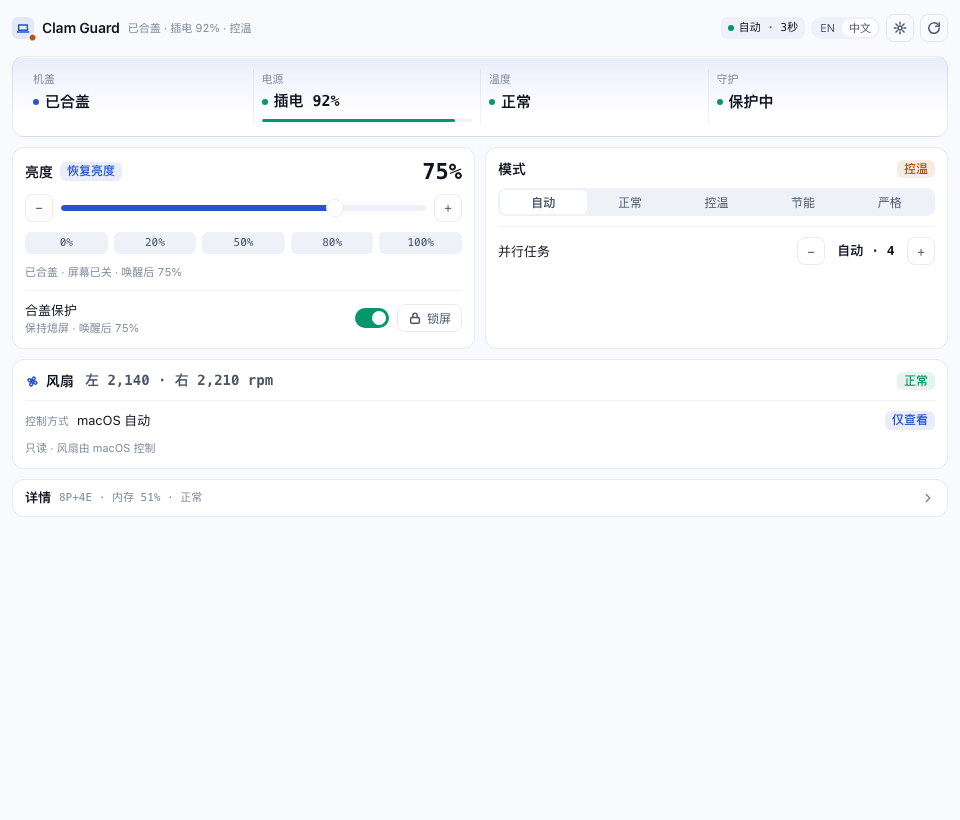 Clam Guard 已合盖 · 插电 92% · 控温 自动 · 3秒 EN 中文
机盖 电源 温度 守护
已合盖 插电 92% 正常 保护中
亮度 恢复亮度 75%
− +
0% 20% 50% 80% 100%
已合盖 · 屏幕已关 · 唤醒后 75%
合盖保护
保持熄屏 · 唤醒后 75%
锁屏
模式 控温
自动 正常 控温 节能 严格
并行任务 − 自动 · 4 +
风扇 左 2,140 · 右 2,210 rpm 正常
控制方式 macOS 自动 仅查看
只读 · 风扇由 macOS 控制
详情 8P+4E · 内存 51% · 正常